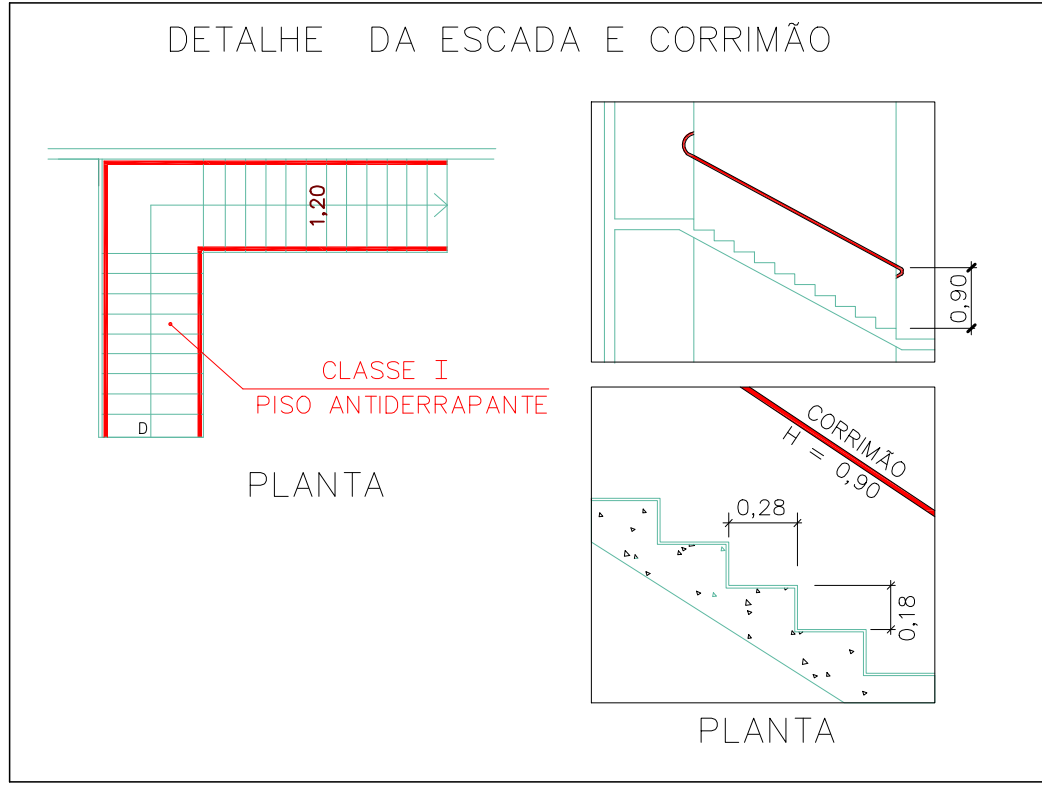 DETALHE DA ESCADA E CORRIMÃO
1,20
CLASSE I
PISO ANTIDERRAPANTE
D
PLANTA
0,90
CORRIMÃO
H = 0,90
0,28
0,18
PLANTA